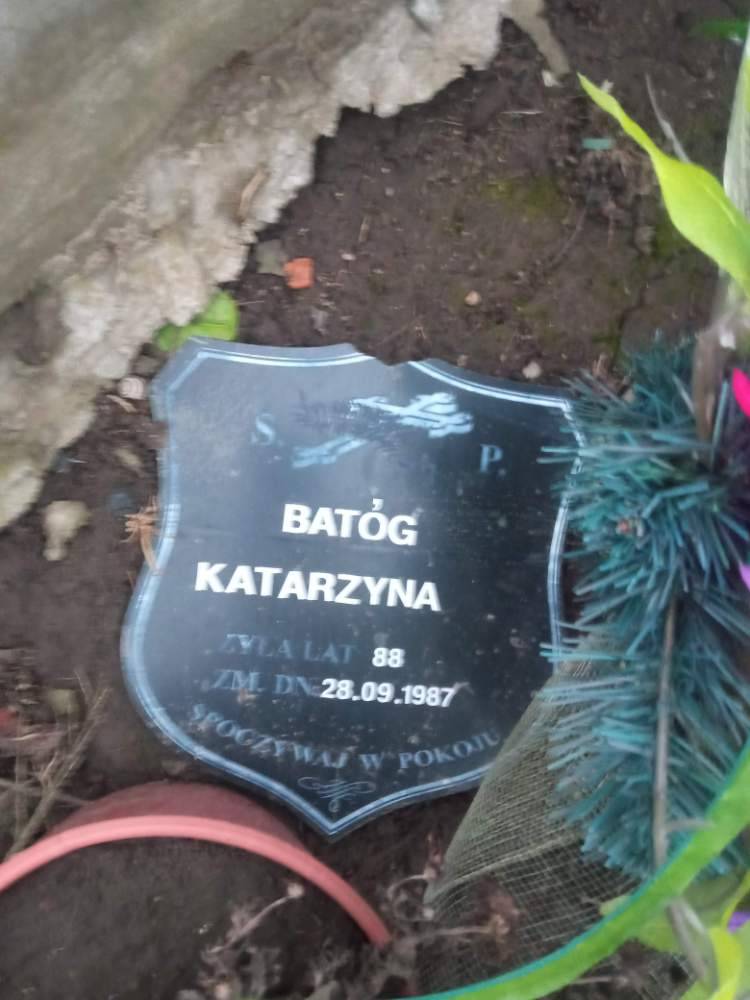 Ś. P.
BATÓG
KATARZYNA
ŻYŁA LAT 88
ZM. DN. 28.09.1987
SPOCZYWAJ W POKOJU